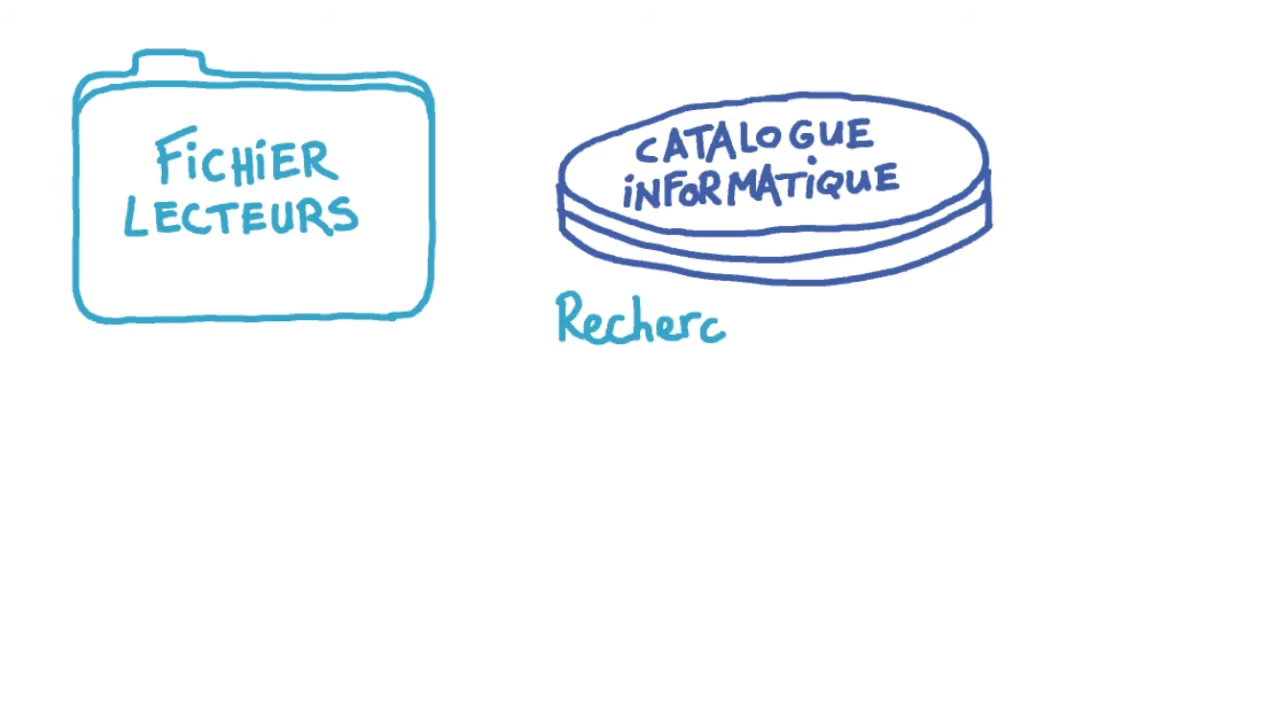 FiCHiER
LECTEURS
CATALOGUE
iNFORMATiQUE
Recherc